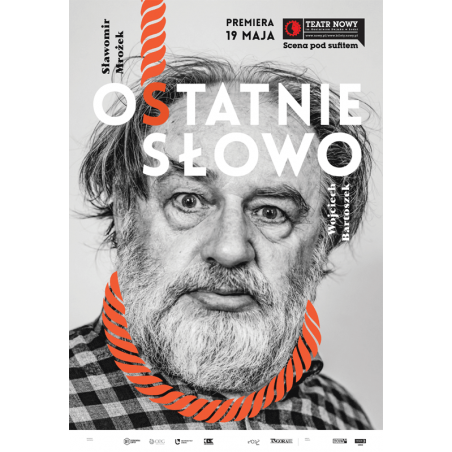 Sławomir
Mrożek
PREMIERA
19 MAJA
TEATR NOWY
Scena pod sufitem
OSTATNIE
SŁOWO
Wojciech
Bartoszek